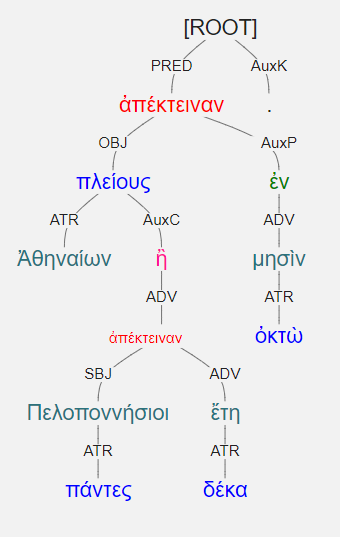 [ROOT]
PRED AuxK
ἀπέκτειναν .
OBJ AuxP
πλείους ἐν
ATR AuxC ADV
Ἀθηναίων ἢ μησὶν
ADV ATR
ἀπέκτειναν ὀκτὼ
SBJ ADV
Πελοποννήσιοι ἔτη
ATR ATR
πάντες δέκα